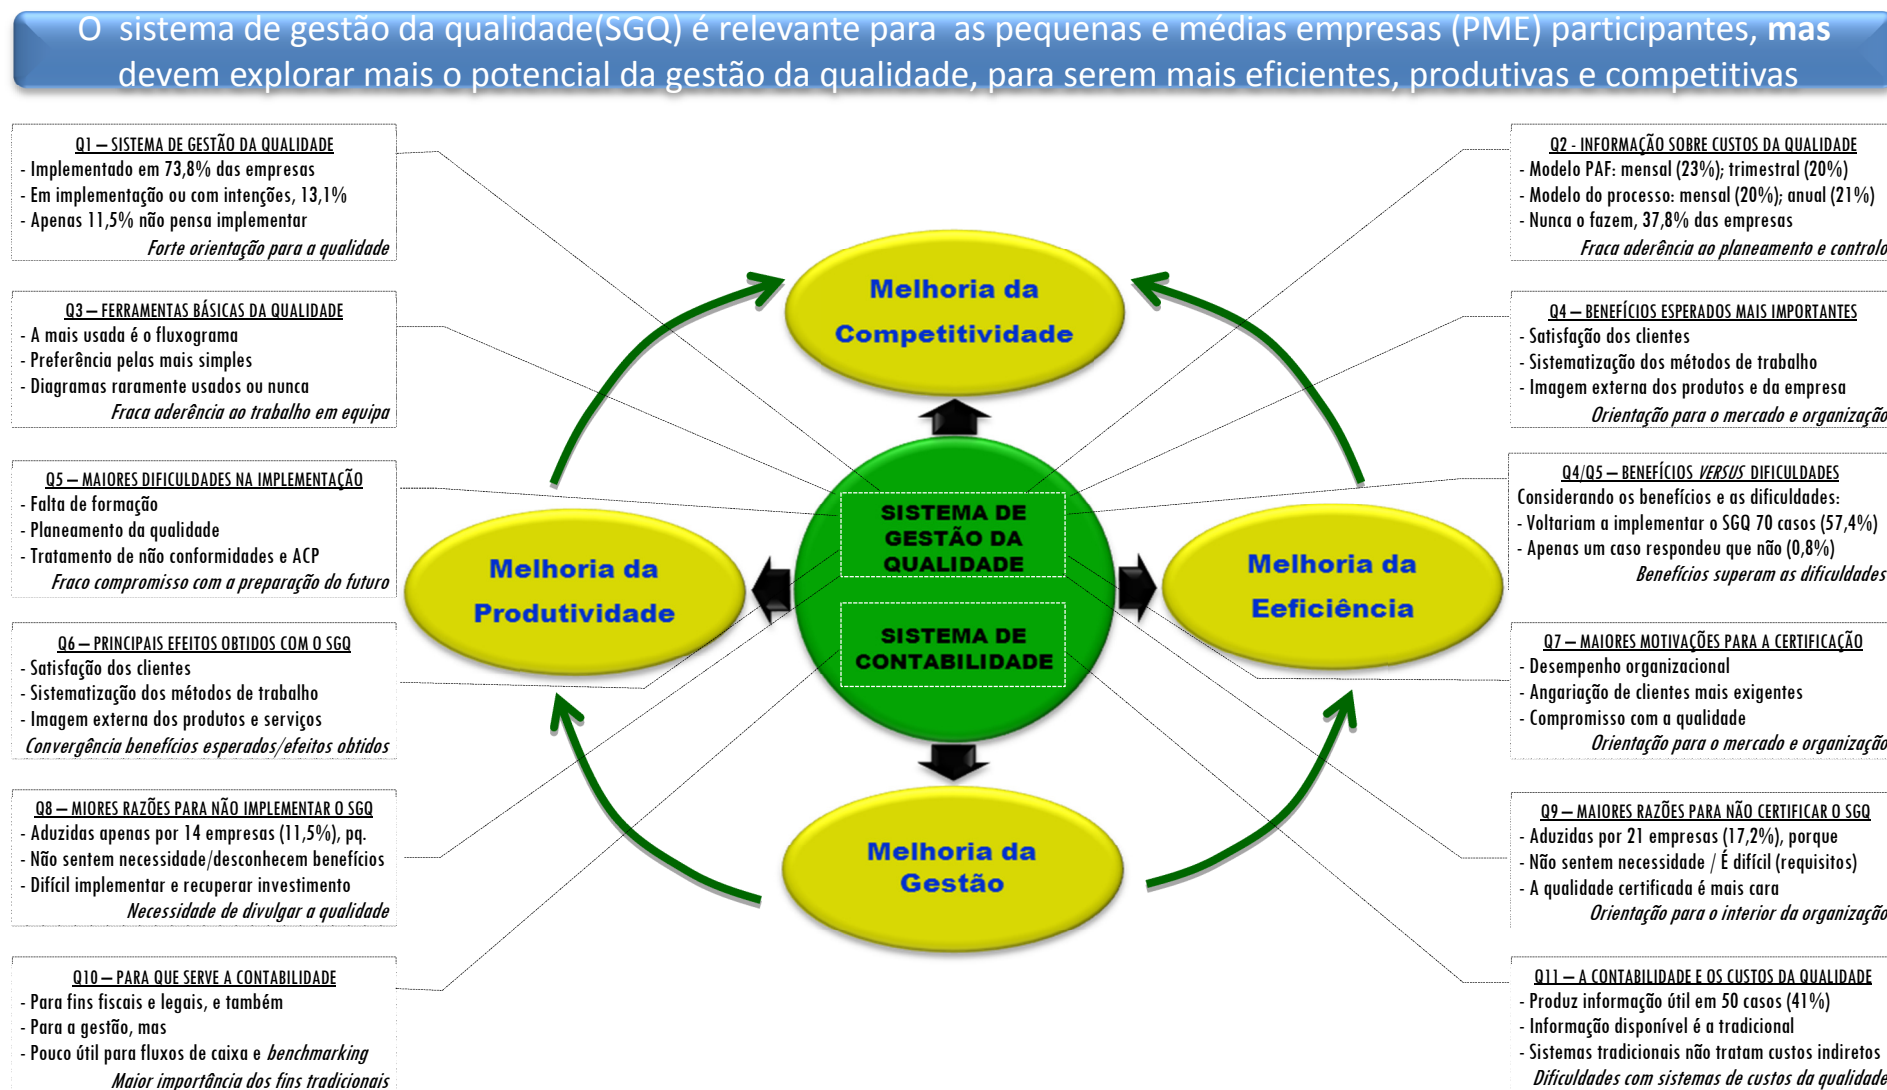 O sistema de gestão da qualidade(SGQ) é relevante para as pequenas e médias empresas (PME) participantes, mas
devem explorar mais o potencial da gestão da qualidade, para serem mais eficientes, produtivas e competitivas
Q1 – SISTEMA DE GESTÃO DA QUALIDADE
- Implementado em 73,8% das empresas
- Em implementação ou com intenções, 13,1%
- Apenas 11,5% não pensa implementar
Forte orientação para a qualidade
Q2 - INFORMAÇÃO SOBRE CUSTOS DA QUALIDADE
- Modelo PAF: mensal (23%); trimestral (20%)
- Modelo do processo: mensal (20%); anual (21%)
- Nunca o fazem, 37,8% das empresas
Fraca aderência ao planeamento e controlo
Q3 – FERRAMENTAS BÁSICAS DA QUALIDADE
- A mais usada é o fluxograma
- Preferência pelas mais simples
- Diagramas raramente usados ou nunca
Fraca aderência ao trabalho em equipa
Q4 – BENEFÍCIOS ESPERADOS MAIS IMPORTANTES
- Satisfação dos clientes
- Sistematização dos métodos de trabalho
- Imagem externa dos produtos e da empresa
Orientação para o mercado e organização
Q5 – MAIORES DIFICULDADES NA IMPLEMENTAÇÃO
- Falta de formação
- Planeamento da qualidade
- Tratamento de não conformidades e ACP
Fraco compromisso com a preparação do futuro
Q4/Q5 – BENEFÍCIOS VERSUS DIFICULDADES
Considerando os benefícios e as dificuldades:
- Voltariam a implementar o SGQ 70 casos (57,4%)
- Apenas um caso respondeu que não (0,8%)
Benefícios superam as dificuldades
Q6 – PRINCIPAIS EFEITOS OBTIDOS COM O SGQ
- Satisfação dos clientes
- Sistematização dos métodos de trabalho
- Imagem externa dos produtos e serviços
Convergência benefícios esperados/efeitos obtidos
Q7 – MAIORES MOTIVAÇÕES PARA A CERTIFICAÇÃO
- Desempenho organizacional
- Angariação de clientes mais exigentes
- Compromisso com a qualidade
Orientação para o mercado e organização
Q8 – MIORES RAZÕES PARA NÃO IMPLEMENTAR O SGQ
- Aduzidas apenas por 14 empresas (11,5%), pq.
- Não sentem necessidade/desconhecem benefícios
- Difícil implementar e recuperar investimento
Necessidade de divulgar a qualidade
Q9 – MAIORES RAZÕES PARA NÃO CERTIFICAR O SGQ
- Aduzidas por 21 empresas (17,2%), porque
- Não sentem necessidade / É difícil (requisitos)
- A qualidade certificada é mais cara
Orientação para o interior da organização
Q10 – PARA QUE SERVE A CONTABILIDADE
- Para fins fiscais e legais, e também
- Para a gestão, mas
- Pouco útil para fluxos de caixa e benchmarking
Maior importância dos fins tradicionais
Q11 – A CONTABILIDADE E OS CUSTOS DA QUALIDADE
- Produz informação útil em 50 casos (41%)
- Informação disponível é a tradicional
- Sistemas tradicionais não tratam custos indiretos
Dificuldades com sistemas de custos da qualidade
Melhoria da
Competitividade
SISTEMA DE
GESTÃO DA
QUALIDADE
SISTEMA DE
CONTABILIDADE
Melhoria da
Produtividade
Melhoria da
Eeficiência
Melhoria da
Gestão